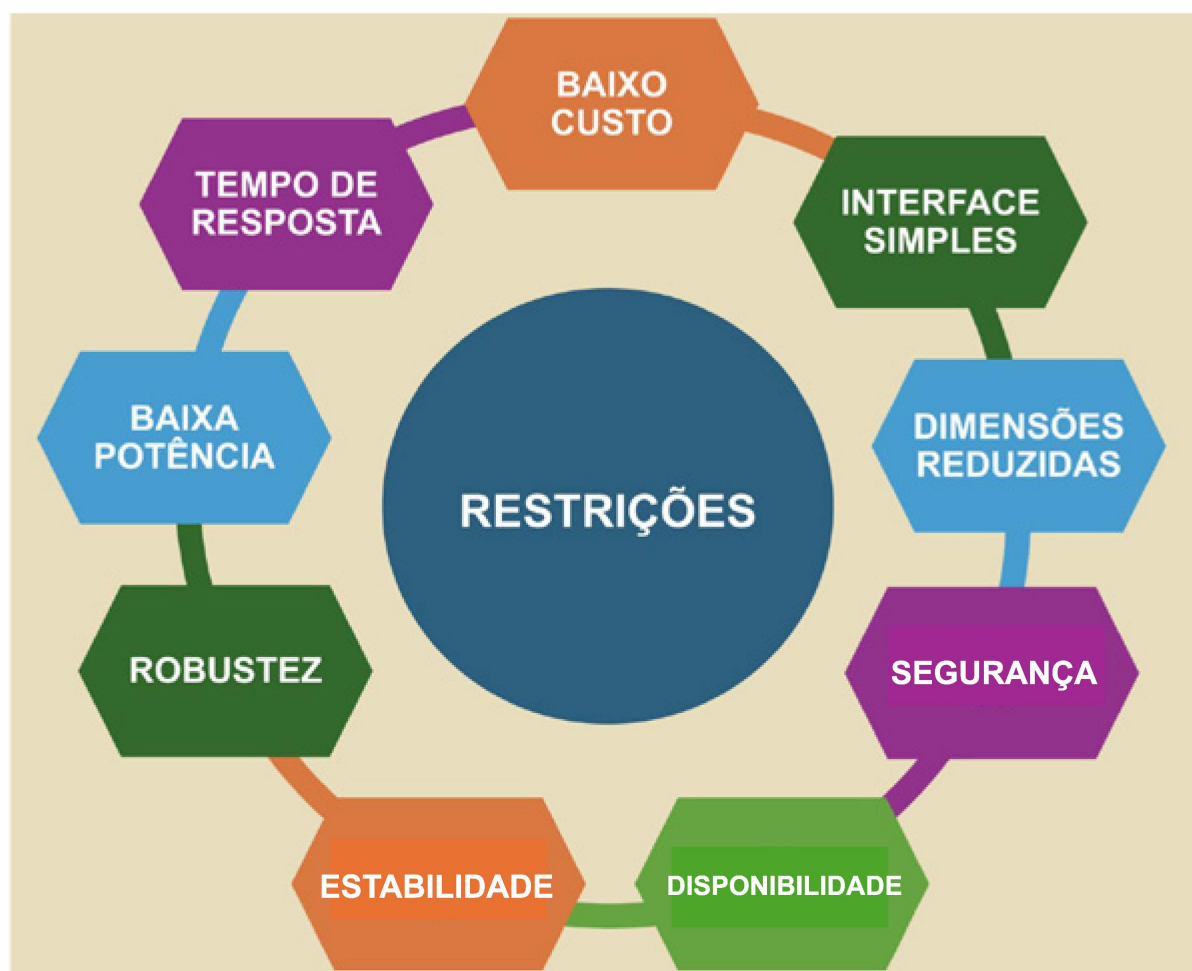 BAIXO
CUSTO
INTERFACE
SIMPLES
DIMENSÕES
REDUZIDAS
SEGURANÇA
DISPONIBILIDADE
ESTABILIDADE
ROBUSTEZ
BAIXA
POTÊNCIA
TEMPO DE
RESPOSTA
RESTRIÇÕES